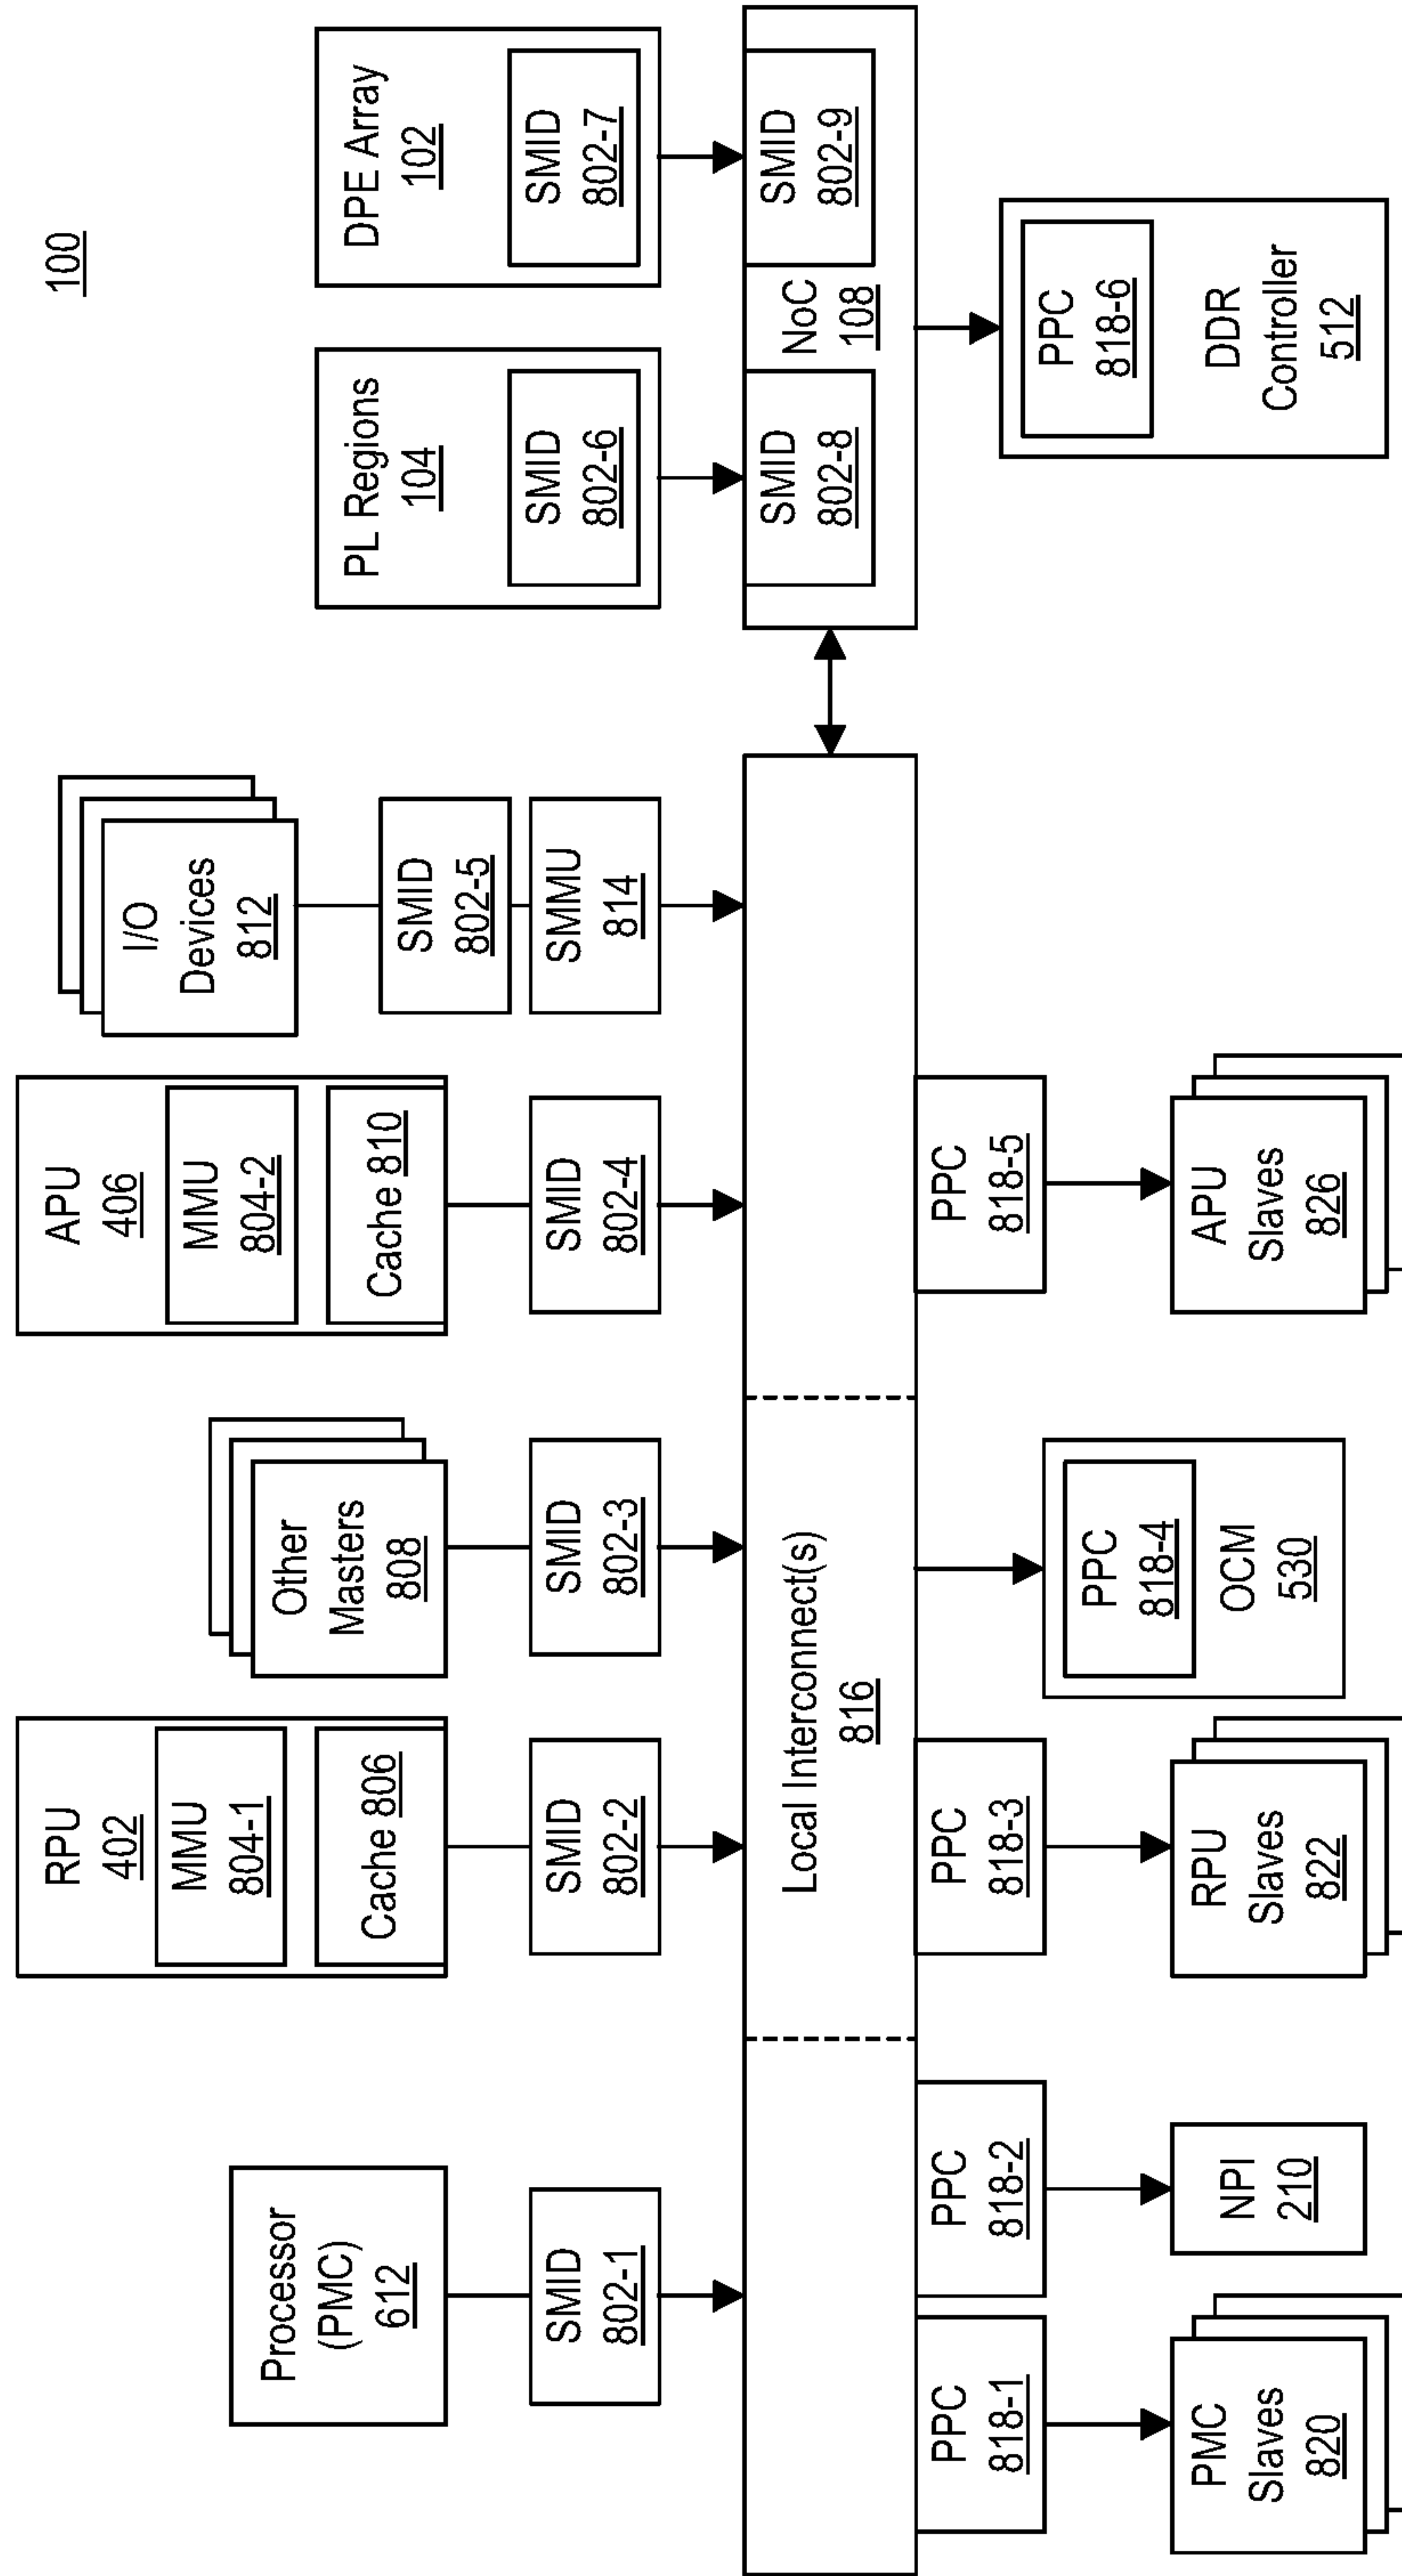 100
Processor
(PMC)
612
SMID
802-1
RPU
402
MMU
804-1
Cache 806
SMID
802-2
Other
Masters
808
SMID
802-3
APU
406
MMU
804-2
Cache 810
SMID
802-4
I/O
Devices
812
SMID
802-5
SMMU
814
PL Regions
104
SMID
802-6
DPE Array
102
SMID
802-7
Local Interconnect(s)
816
SMID
802-8
NoC
108
SMID
802-9
PPC
818-1
PMC
Slaves
820
PPC
818-2
NPI
210
PPC
818-3
RPU
Slaves
822
PPC
818-4
OCM
530
PPC
818-5
APU
Slaves
826
PPC
818-6
DDR
Controller
512